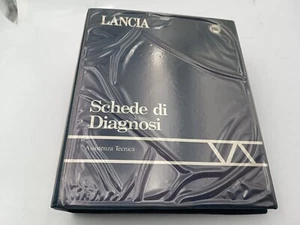 LANCIA
Schede di
Diagnosi
Assistenza Tecnica